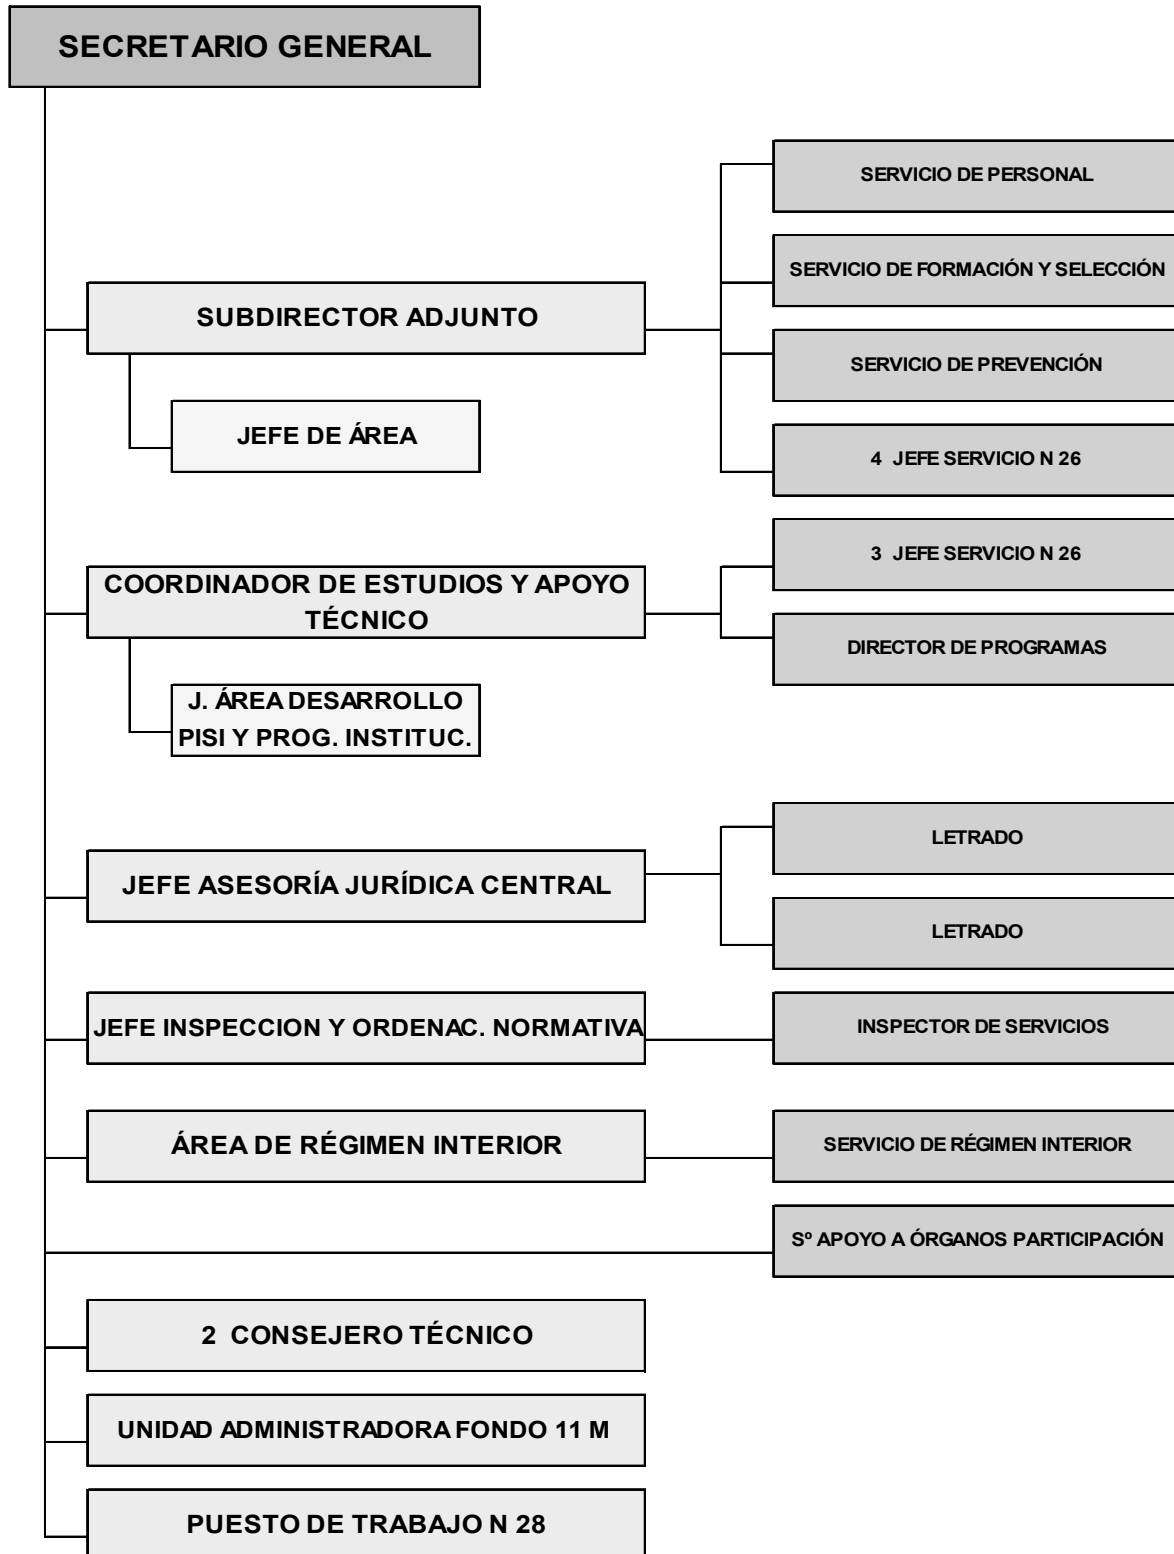 SECRETARIO GENERAL
SERVICIO DE PERSONAL
SERVICIO DE FORMACIÓN Y SELECCIÓN
SUBDIRECTOR ADJUNTO
SERVICIO DE PREVENCIÓN
JEFE DE ÁREA
4 JEFE SERVICIO N 26
3 JEFE SERVICIO N 26
COORDINADOR DE ESTUDIOS Y APOYO
TÉCNICO
DIRECTOR DE PROGRAMAS
J. ÁREA DESARROLLO
PISI Y PROG. INSTITUC.
LETRADO
JEFE ASESORÍA JURÍDICA CENTRAL
LETRADO
JEFE INSPECCION Y ORDENAC. NORMATIVA
INSPECTOR DE SERVICIOS
ÁREA DE RÉGIMEN INTERIOR
SERVICIO DE RÉGIMEN INTERIOR
Sº APOYO A ÓRGANOS PARTICIPACIÓN
2 CONSEJERO TÉCNICO
UNIDAD ADMINISTRADORA FONDO 11 M
PUESTO DE TRABAJO N 28